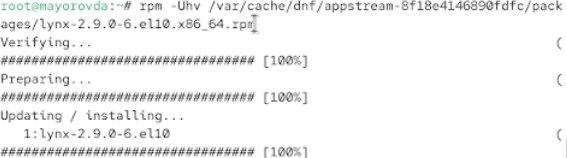 root@mayorovda:~# rpm -Uhv /var/cache/dnf/appstream-8f18e4146890fdfc/pack
ages/lynx-2.9.0-6.el10.x86_64.rpm
Verifying... (
################################# [100%]
Preparing... (
################################# [100%]
Updating / installing...
1:lynx-2.9.0-6.el10 (
################################# [100%]